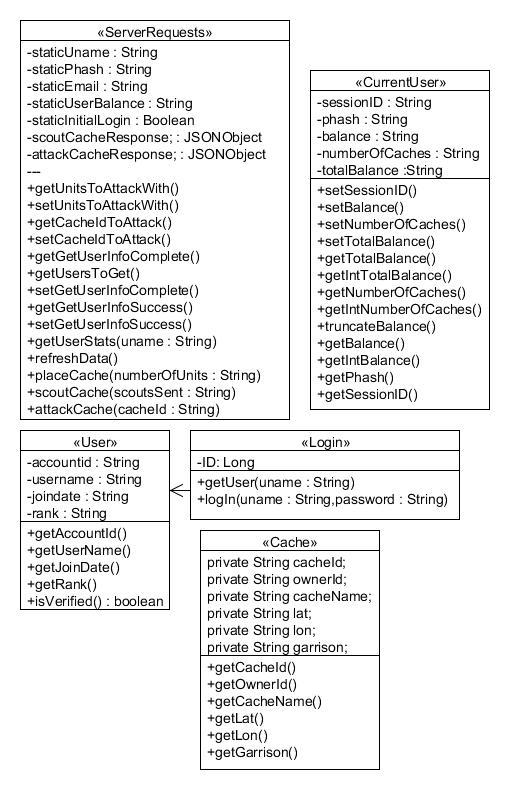 «ServerRequests»
-staticUname : String
-staticPhash : String
-staticEmail : String
-staticUserBalance : String
-staticInitialLogin : Boolean
-scoutCacheResponse; : JSONObject
-attackCacheResponse; : JSONObject
---
+getUnitsToAttackWith()
+setUnitsToAttackWith()
+getCacheIdToAttack()
+setCacheIdToAttack()
+getGetUserInfoComplete()
+getUsersToGet()
+setGetUserInfoComplete()
+getGetUserInfoSuccess()
+setGetUserInfoSuccess()
+getUserStats(uname : String)
+refreshData()
+placeCache(numberOfUnits : String)
+scoutCache(scoutsSent : String)
+attackCache(cacheId : String)
«CurrentUser»
-sessionID : String
-phash : String
-balance : String
-numberOfCaches : String
-totalBalance :String
+setSessionID()
+setBalance()
+setNumberOfCaches()
+setTotalBalance()
+getTotalBalance()
+getIntTotalBalance()
+getNumberOfCaches()
+getIntNumberOfCaches()
+truncateBalance()
+getBalance()
+getIntBalance()
+getPhash()
+getSessionID()
«User»
-accountid : String
-username : String
-joindate : String
-rank : String
+getAccountId()
+getUserName()
+getJoinDate()
+getRank()
+isVerified() : boolean
«Login»
-ID: Long
+getUser(uname : String)
+logIn(uname : String,password : String)
«Cache»
private String cacheId;
private String ownerId;
private String cacheName;
private String lat;
private String lon;
private String garrison;
+getCacheId()
+getOwnerId()
+getCacheName()
+getLat()
+getLon()
+getGarrison()